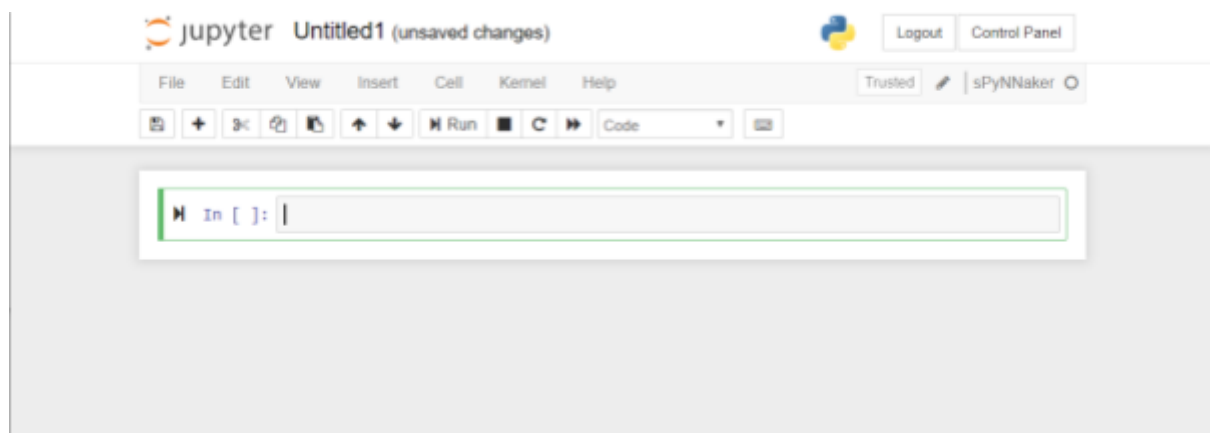 jupyter Untitled1 (unsaved changes) Logout Control Panel
File Edit View Insert Cell Kernel Help Trusted sPyNNaker
Run Code
In [ ]: